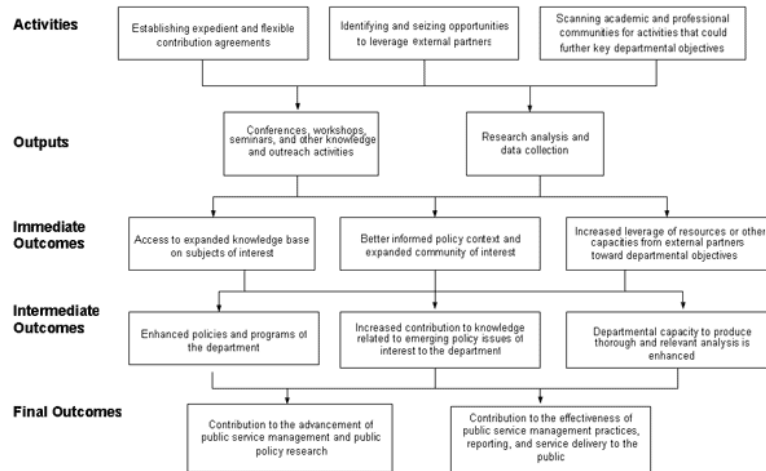 Activities
Establishing expedient and flexible
contribution agreements
Identifying and seizing opportunities
to leverage external partners
Scanning academic and professional
communities for activities that could
further key departmental objectives
Outputs
Conferences, workshops,
seminars, and other knowledge
and outreach activities
Research analysis and
data collection
Immediate
Outcomes
Access to expanded knowledge base
on subjects of interest
Better informed policy context and
expanded community of interest
Increased leverage of resources or other
capacities from external partners
toward departmental objectives
Intermediate
Outcomes
Enhanced policies and programs of
the department
Increased contribution to knowledge
related to emerging policy issues of
interest to the department
Departmental capacity to produce
thorough and relevant analysis is
enhanced
Final Outcomes
Contribution to the advancement of
public service management and public
policy research
Contribution to the effectiveness of
public service management practices,
reporting, and service delivery to the
public